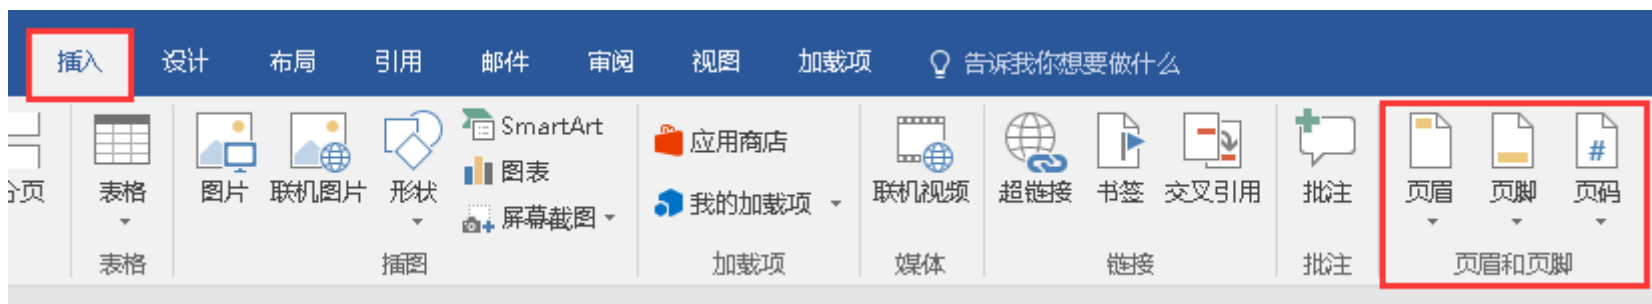 插入 设计 布局 引用 邮件 审阅 视图 加载项 告诉我你想要做什么
SmartArt
图表
屏幕截图
应用商店
我的加载项
分页 表格 图片 联机图片 形状 联机视频 超链接 书签 交叉引用 批注 页眉 页脚 # 页码
表格 插图 加载项 媒体 链接 批注 页眉和页脚